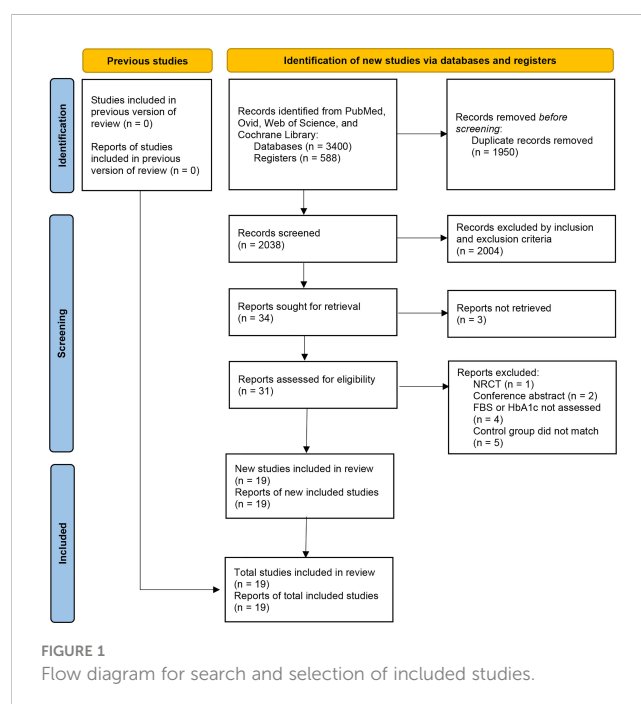 Previous studies
Identification of new studies via databases and registers
Identification
Studies included in
previous version of
review (n = 0)
Reports of studies
included in previous
version of review (n = 0)
Records identified from PubMed,
Ovid, Web of Science, and
Cochrane Library:
Databases (n = 3400)
Registers (n = 588)
Records removed before
screening:
Duplicate records removed
(n = 1950)
Screening
Records screened
(n = 2038)
Records excluded by inclusion
and exclusion criteria
(n = 2004)
Reports sought for retrieval
(n = 34)
Reports not retrieved
(n = 3)
Reports assessed for eligibility
(n = 31)
Reports excluded:
NRCT (n = 1)
Conference abstract (n = 2)
FBS or HbA1c not assessed
(n = 4)
Control group did not match
(n = 5)
New studies included in review
(n = 19)
Reports of new included studies
(n = 19)
Included
Total studies included in review
(n = 19)
Reports of total included studies
(n = 19)
FIGURE 1
Flow diagram for search and selection of included studies.